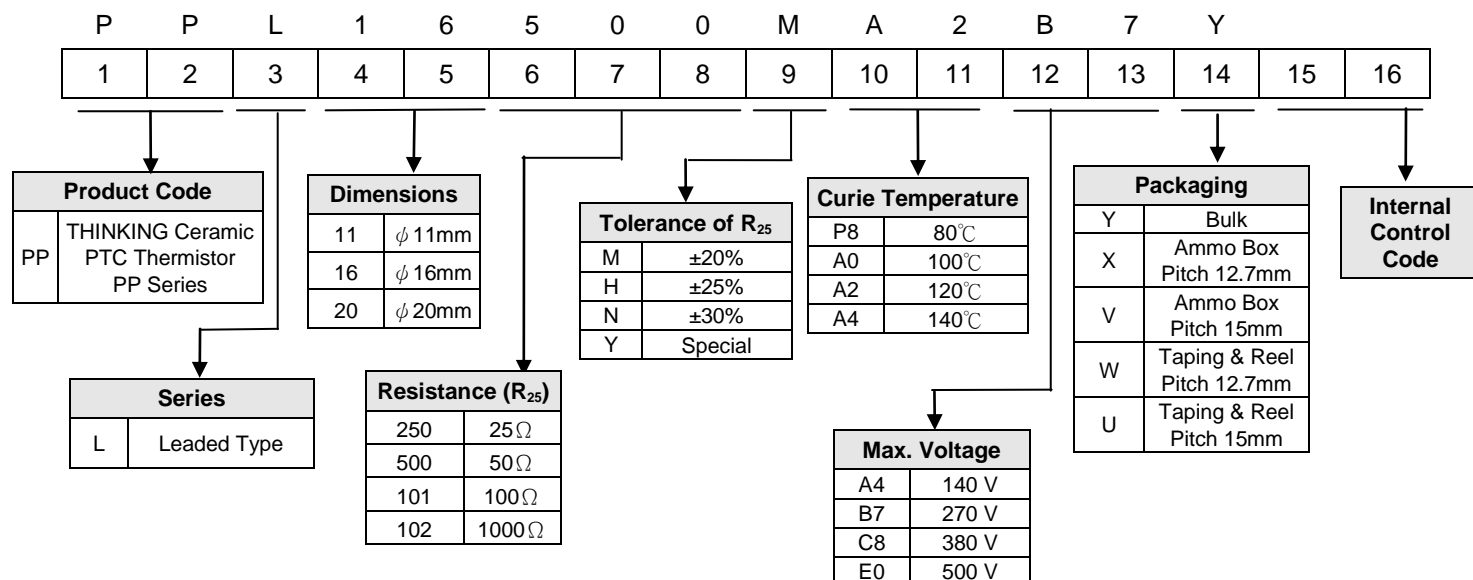 P P L 1 6 5 0 0 M A 2 B 7 Y
1 2 3 4 5 6 7 8 9 10 11 12 13 14 15 16
Product Code
PP THINKING Ceramic
PTC Thermistor
PP Series
Series
L Leaded Type
Dimensions
11 ϕ 11mm
16 ϕ 16mm
20 ϕ 20mm
Resistance (R25)
250 25Ω
500 50Ω
101 100Ω
102 1000Ω
Tolerance of R25
M ±20%
H ±25%
N ±30%
Y Special
Curie Temperature
P8 80℃
A0 100℃
A2 120℃
A4 140℃
Max. Voltage
A4 140 V
B7 270 V
C8 380 V
E0 500 V
Packaging
Y Bulk
X Ammo Box
Pitch 12.7mm
V Ammo Box
Pitch 15mm
W Taping & Reel
Pitch 12.7mm
U Taping & Reel
Pitch 15mm
Internal
Control
Code